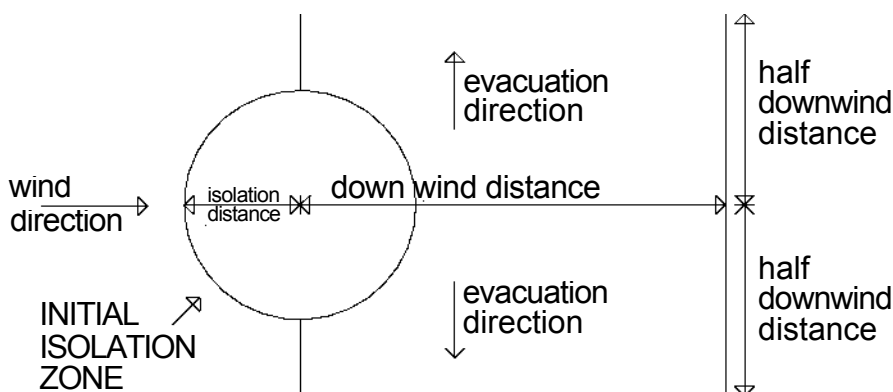 wind
direction
INITIAL
ISOLATION
ZONE
isolation
distance
down wind distance
evacuation
direction
evacuation
direction
half
downwind
distance
half
downwind
distance